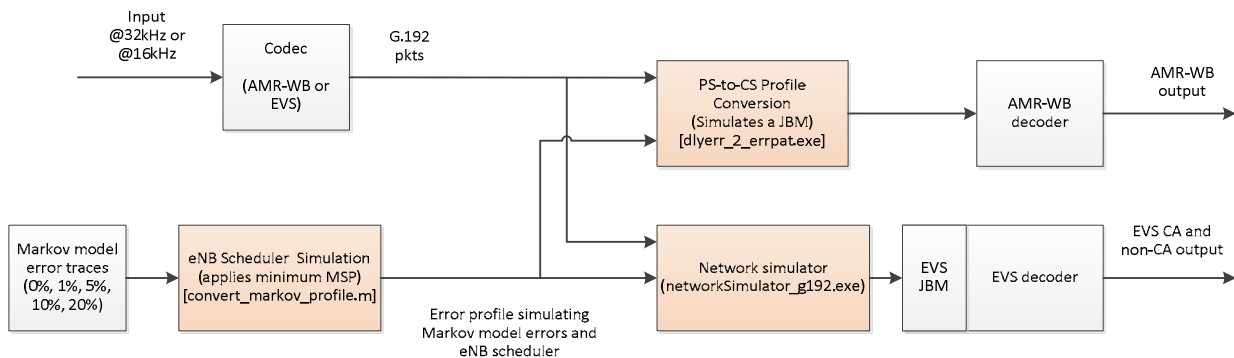 Input
@32kHz or
@16kHz
Codec
(AMR-WB or
EVS)
G.192
pkts
PS-to-CS Profile
Conversion
(Simulates a JBM)
[dlyerr_2_errpat.exe]
AMR-WB
decoder
AMR-WB
output
Markov model
error traces
(0%, 1%, 5%,
10%, 20%)
eNB Scheduler Simulation
(applies minimum MSP)
[convert_markov_profile.m]
Error profile simulating
Markov model errors and
eNB scheduler
Network simulator
(networkSimulator_g192.exe)
EVS
JBM
EVS decoder
EVS CA and
non-CA output